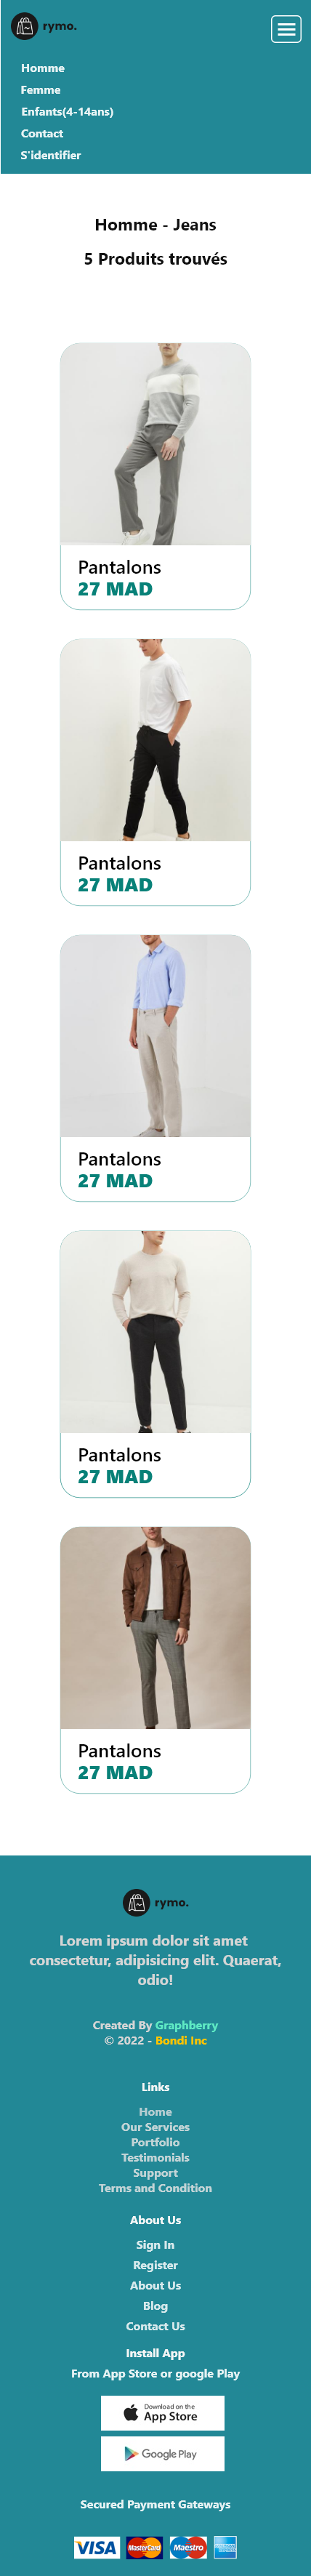 rymo.
Homme
Femme
Enfants(4-14ans)
Contact
S'identifier
Homme - Jeans
5 Produits trouvés
Pantalons
27 MAD
Pantalons
27 MAD
Pantalons
27 MAD
Pantalons
27 MAD
Pantalons
27 MAD
rymo.
Lorem ipsum dolor sit amet
consectetur, adipisicing elit. Quaerat,
odio!
Created By Graphberry
© 2022 - Bondi Inc
Links
Home
Our Services
Portfolio
Testimonials
Support
Terms and Condition
About Us
Sign In
Register
About Us
Blog
Contact Us
Install App
From App Store or google Play
Download on the
App Store
Google Play
Secured Payment Gateways
VISA MasterCard Maestro